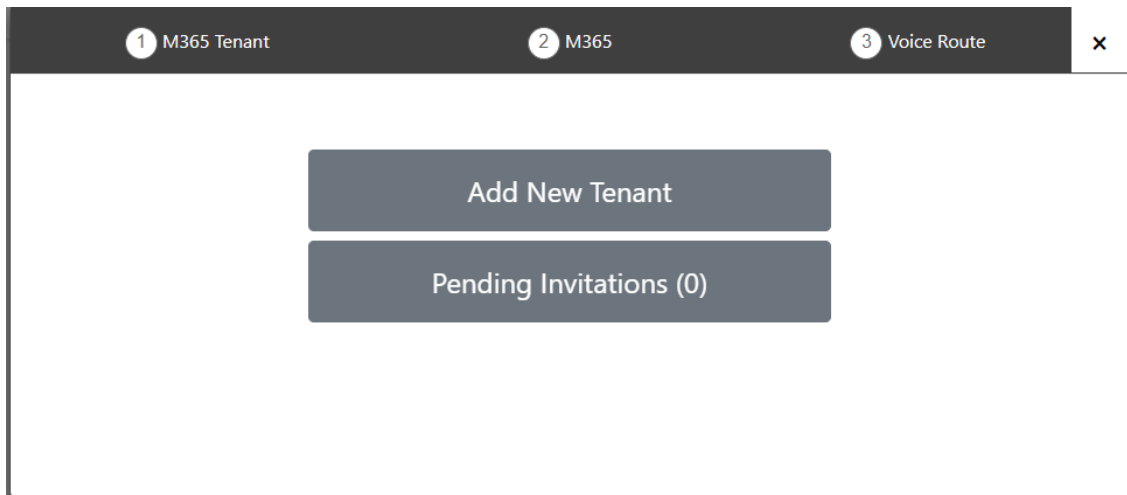 1 M365 Tenant 2 M365 3 Voice Route ×
Add New Tenant
Pending Invitations (0)